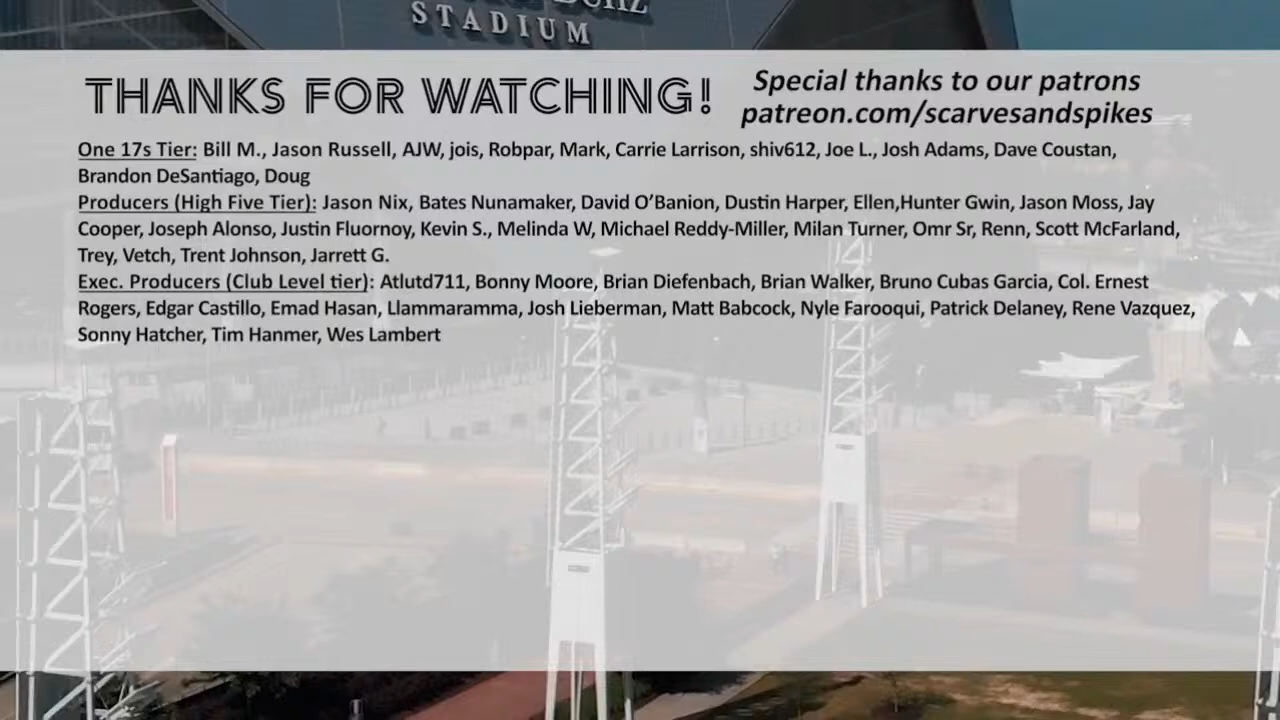 STADIUM
THANKS FOR WATCHING!
Special thanks to our patrons
patreon.com/scarvesandspikes
One 17s Tier: Bill M., Jason Russell, AJW, jois, Robpar, Mark, Carrie Larrison, shiv612, Joe L., Josh Adams, Dave Coustan,
Brandon DeSantiago, Doug
Producers (High Five Tier): Jason Nix, Bates Nunamaker, David O’Banion, Dustin Harper, Ellen,Hunter Gwin, Jason Moss, Jay
Cooper, Joseph Alonso, Justin Fluornoy, Kevin S., Melinda W, Michael Reddy-Miller, Milan Turner, Omr Sr, Renn, Scott McFarland,
Trey, Vetch, Trent Johnson, Jarrett G.
Exec. Producers (Club Level tier): Atlutd711, Bonny Moore, Brian Diefenbach, Brian Walker, Bruno Cubas Garcia, Col. Ernest
Rogers, Edgar Castillo, Emad Hasan, Llammaramma, Josh Lieberman, Matt Babcock, Nyle Farooqui, Patrick Delaney, Rene Vazquez,
Sonny Hatcher, Tim Hanmer, Wes Lambert